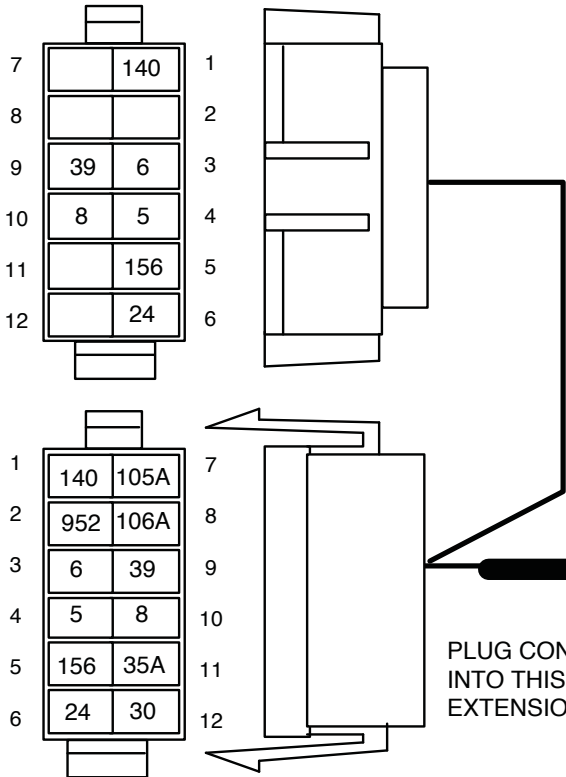 7 140 1
8 2
9 39 6 3
10 8 5 4
11 156 5
12 24 6
1 140 105A 7
2 952 106A 8
3 6 39 9
4 5 8 10
5 156 35A 11
6 24 30 12
PLUG CON
INTO THIS
EXTENSIO